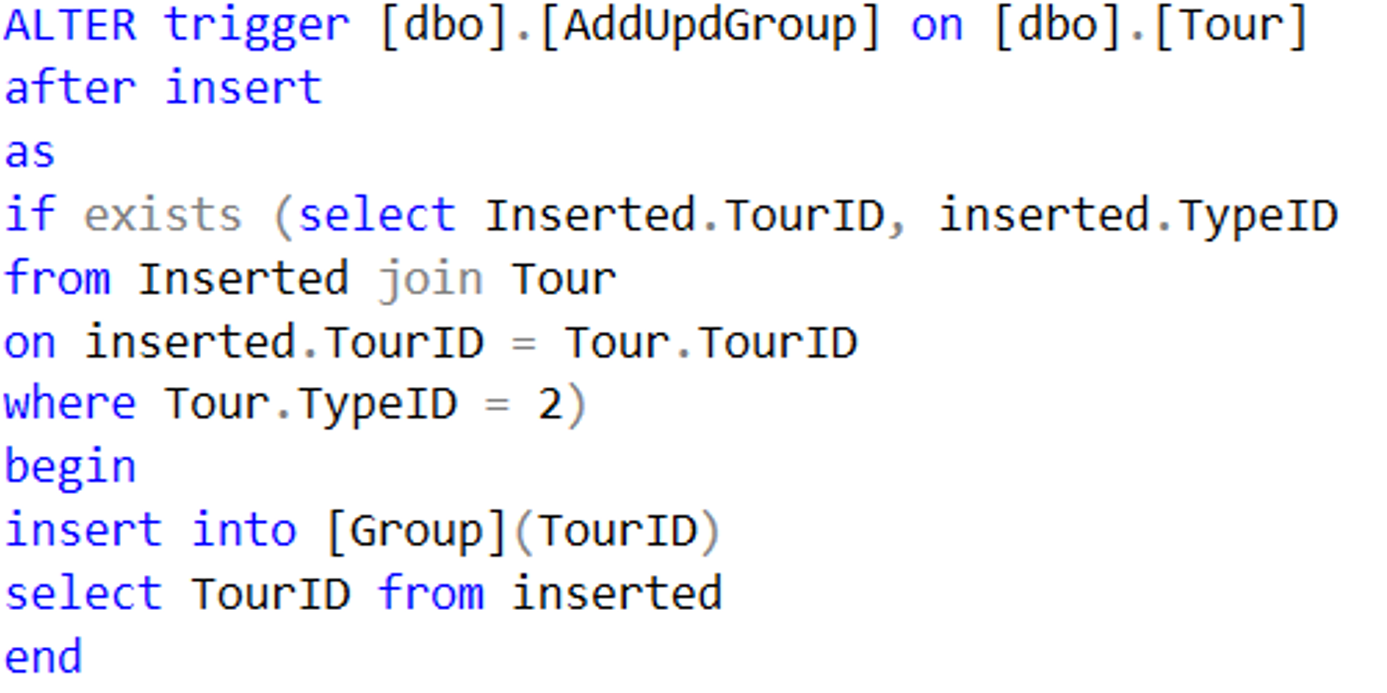 ALTER trigger [dbo].[AddUpdGroup] on [dbo].[Tour]
after insert
as
if exists (select Inserted.TourID, inserted.TypeID
from Inserted join Tour
on inserted.TourID = Tour.TourID
where Tour.TypeID = 2)
begin
insert into [Group](TourID)
select TourID from inserted
end